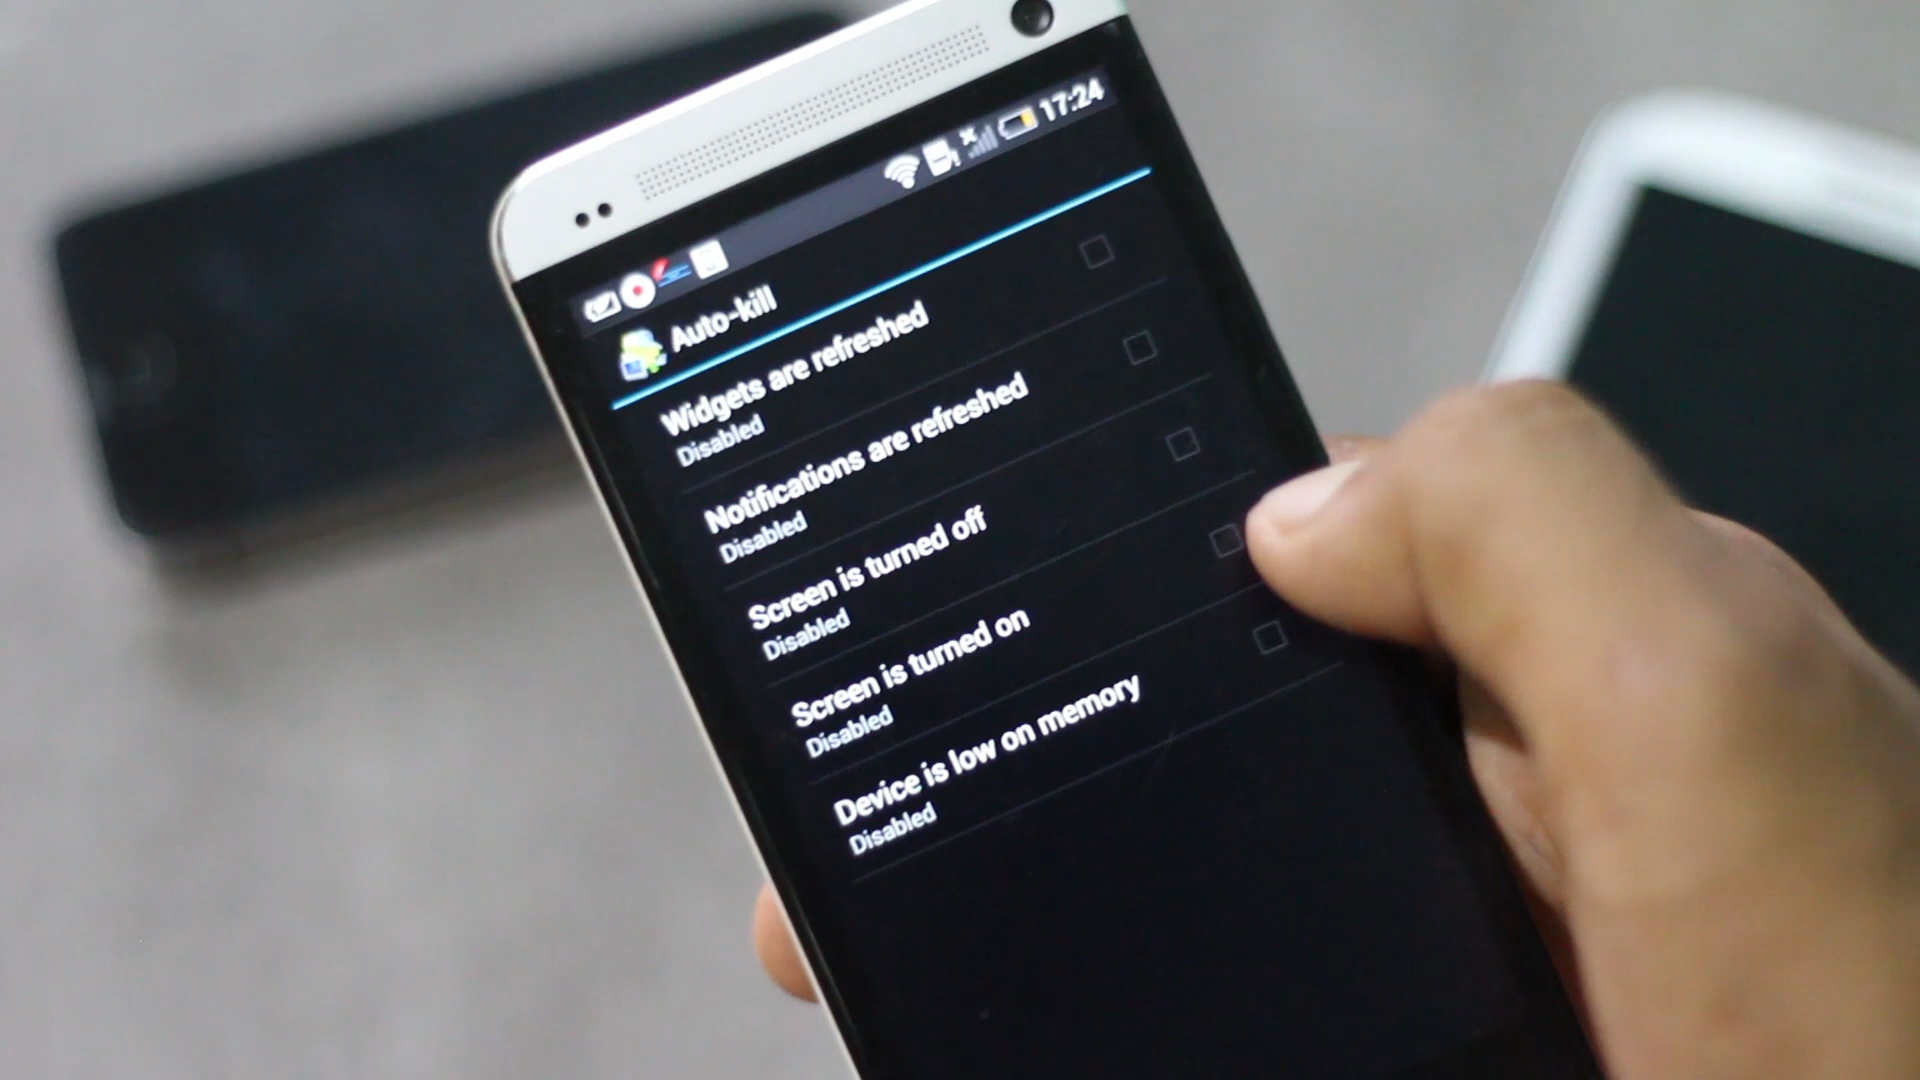 17:24
Auto-kill
Widgets are refreshed
Disabled
Notifications are refreshed
Disabled
Screen is turned off
Disabled
Screen is turned on
Disabled
Device is low on memory
Disabled